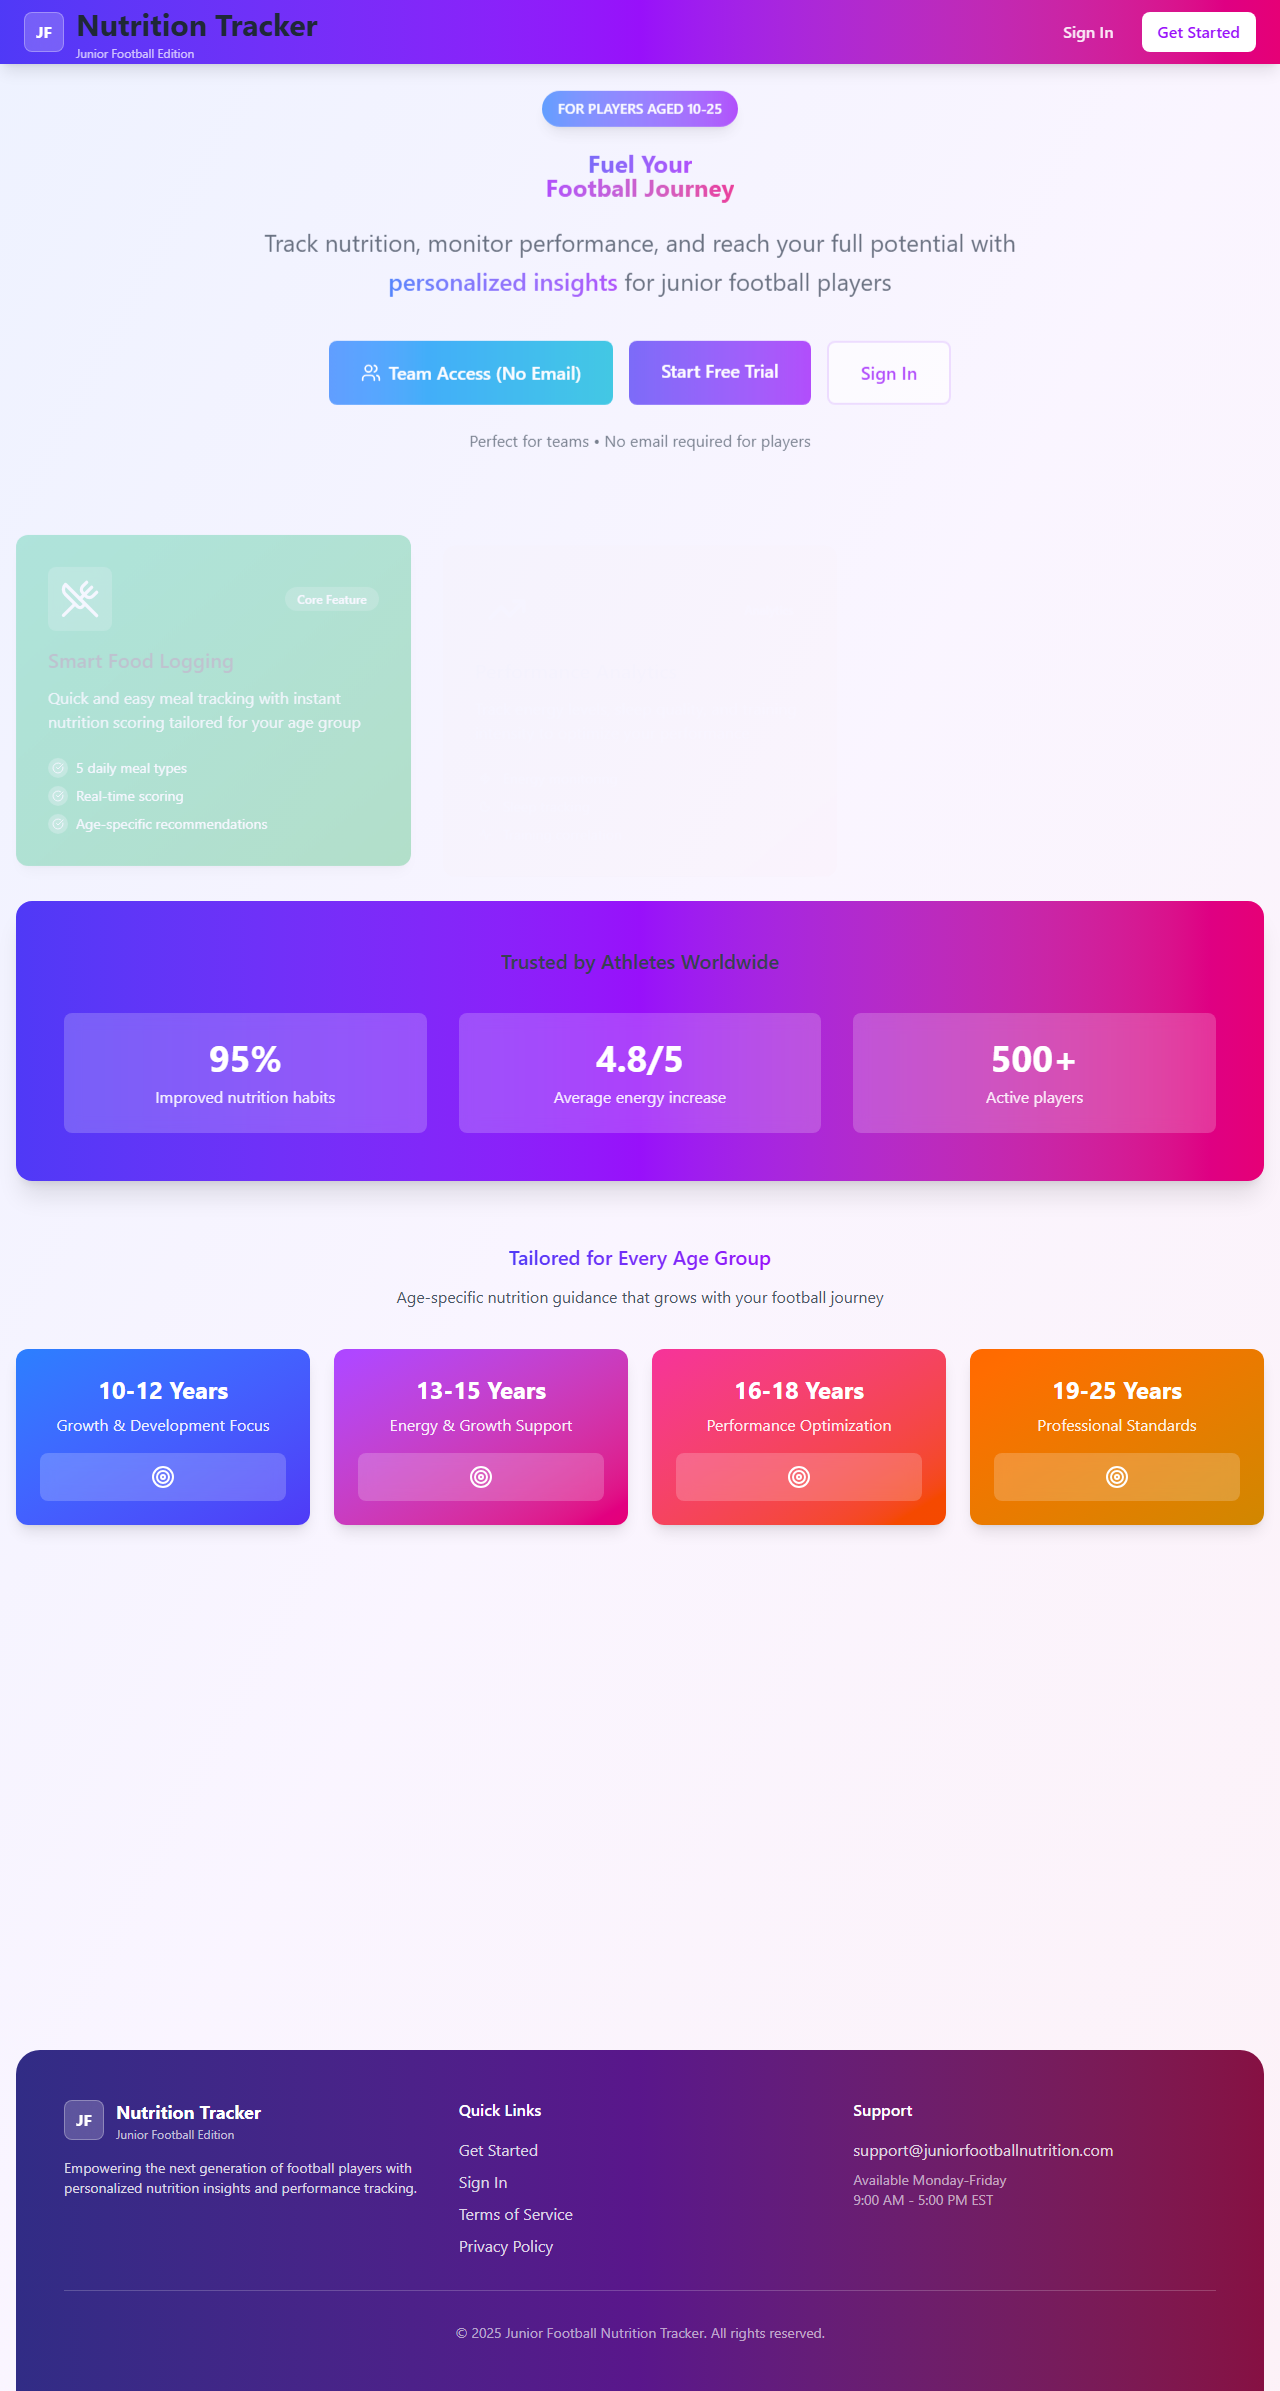 JF
Nutrition Tracker
Junior Football Edition
Sign In
Get Started
FOR PLAYERS AGED 10-25
Fuel Your
Football Journey
Track nutrition, monitor performance, and reach your full potential with
personalized insights for junior football players
Team Access (No Email)
Start Free Trial
Sign In
Perfect for teams • No email required for players
Core Feature
Smart Food Logging
Quick and easy meal tracking with instant
nutrition scoring tailored for your age group
5 daily meal types
Real-time scoring
Age-specific recommendations
Trusted by Athletes Worldwide
95%
Improved nutrition habits
4.8/5
Average energy increase
500+
Active players
Tailored for Every Age Group
Age-specific nutrition guidance that grows with your football journey
10-12 Years
Growth & Development Focus
13-15 Years
Energy & Growth Support
16-18 Years
Performance Optimization
19-25 Years
Professional Standards
JF
Nutrition Tracker
Junior Football Edition
Empowering the next generation of football players with
personalized nutrition insights and performance tracking.
Quick Links
Get Started
Sign In
Terms of Service
Privacy Policy
Support
support@juniorfootballnutrition.com
Available Monday-Friday
9:00 AM - 5:00 PM EST
© 2025 Junior Football Nutrition Tracker. All rights reserved.